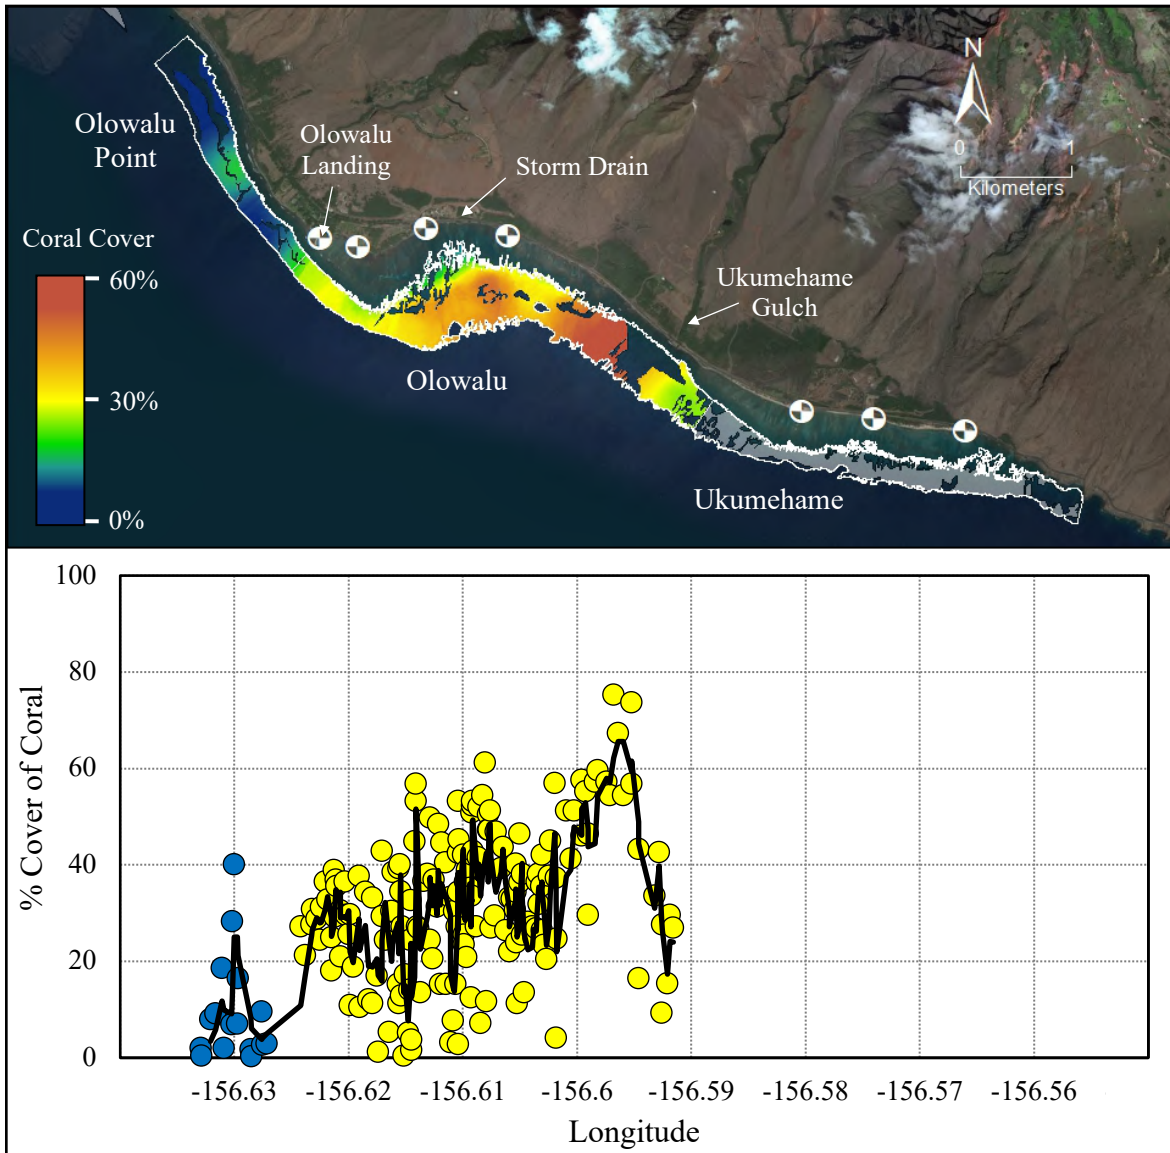 N
0 1
Kilometers
Olowalu
Point
Olowalu
Landing
Storm Drain
Coral Cover
60%
30%
0%
Ukumehame
Gulch
Olowalu
Ukumehame
% Cover of Coral
100
80
60
40
20
0
-156.63 -156.62 -156.61 -156.6 -156.59 -156.58 -156.57 -156.56
Longitude